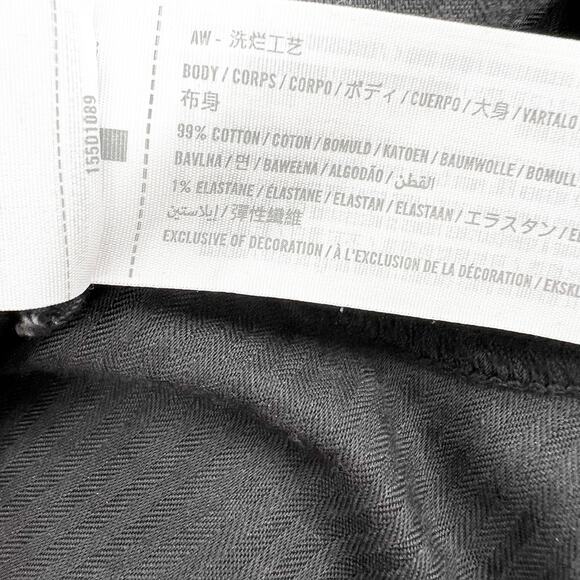 AW - 洗烂工艺
BODY / CORPS / CORPO / ボディ / CUERPO / 大身 / VARTALO
布身
99% COTTON / COTON / BOMULD / KATOEN / BAUMWOLLE / BOMULL
BAVLNA / 면 / BAWEŁNA / ALGODÃO / القطن /
1% ELASTANE / ÉLASTANE / ELASTAN / ELASTAAN / エラスタン / EL
إيلاستين / 彈性纖維
EXCLUSIVE OF DECORATION / À L'EXCLUSION DE LA DÉCORATION / EKSKL
15501089